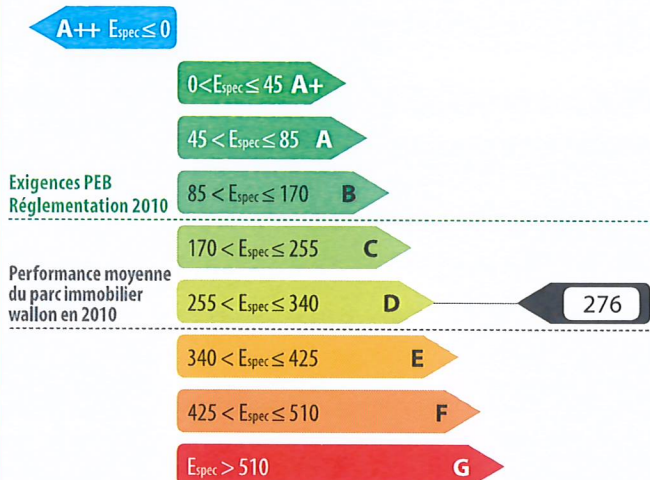 A++ Espec ≤ 0
0<Espec ≤ 45 A+
45 < Espec ≤ 85 A
Exigences PEB
Réglementation 2010
85 < Espec ≤ 170 B
170 < Espec ≤ 255 C
Performance moyenne
du parc immobilier
wallon en 2010
255 < Espec ≤ 340 D
276
340 < Espec ≤ 425 E
425 < Espec ≤ 510 F
Espec > 510 G